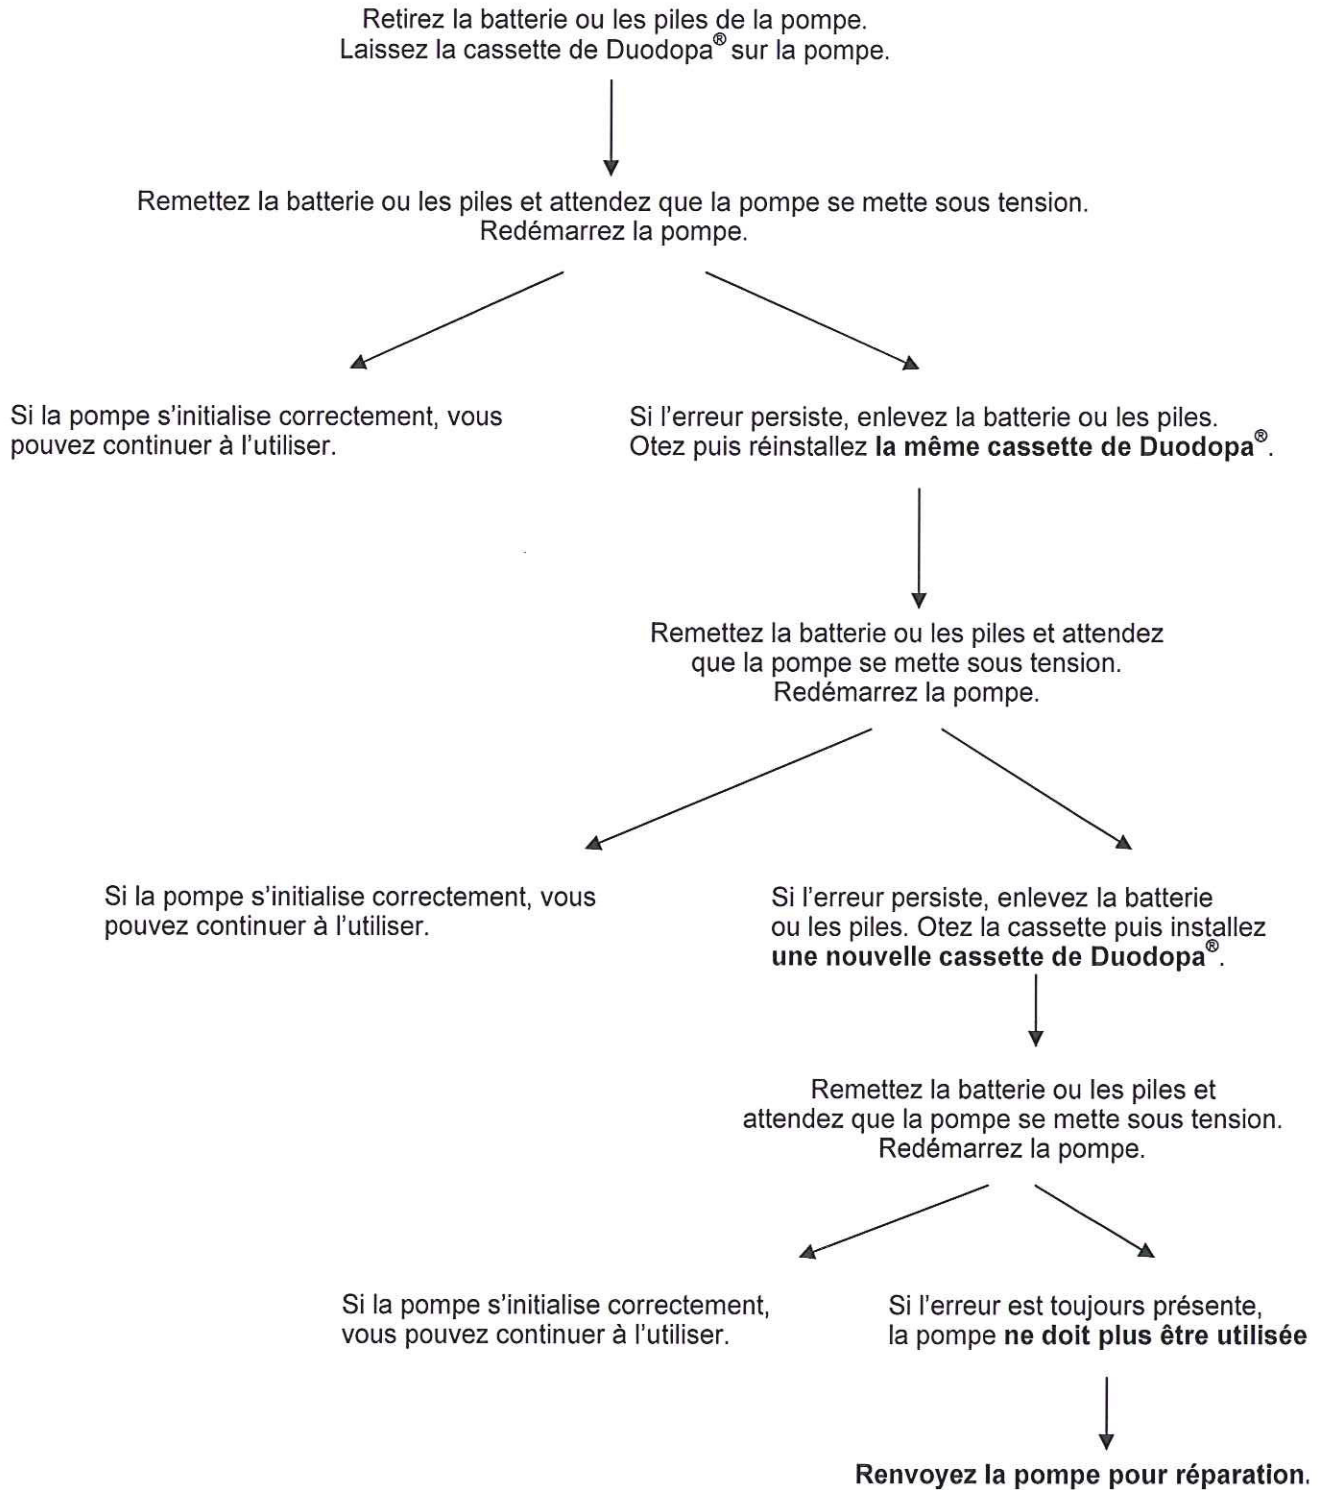 Retirez la batterie ou les piles de la pompe.
Laissez la cassette de Duodopa® sur la pompe.
Remettez la batterie ou les piles et attendez que la pompe se mette sous tension.
Redémarrez la pompe.
Si la pompe s'initialise correctement, vous
pouvez continuer à l'utiliser.
Si l'erreur persiste, enlevez la batterie ou les piles.
Otez puis réinstallez la même cassette de Duodopa®.
Remettez la batterie ou les piles et attendez
que la pompe se mette sous tension.
Redémarrez la pompe.
Si la pompe s'initialise correctement, vous
pouvez continuer à l'utiliser.
Si l'erreur persiste, enlevez la batterie
ou les piles. Otez la cassette puis installez
une nouvelle cassette de Duodopa®.
Remettez la batterie ou les piles et
attendez que la pompe se mette sous tension.
Redémarrez la pompe.
Si la pompe s'initialise correctement,
vous pouvez continuer à l'utiliser.
Si l'erreur est toujours présente,
la pompe ne doit plus être utilisée
Renvoyez la pompe pour réparation.